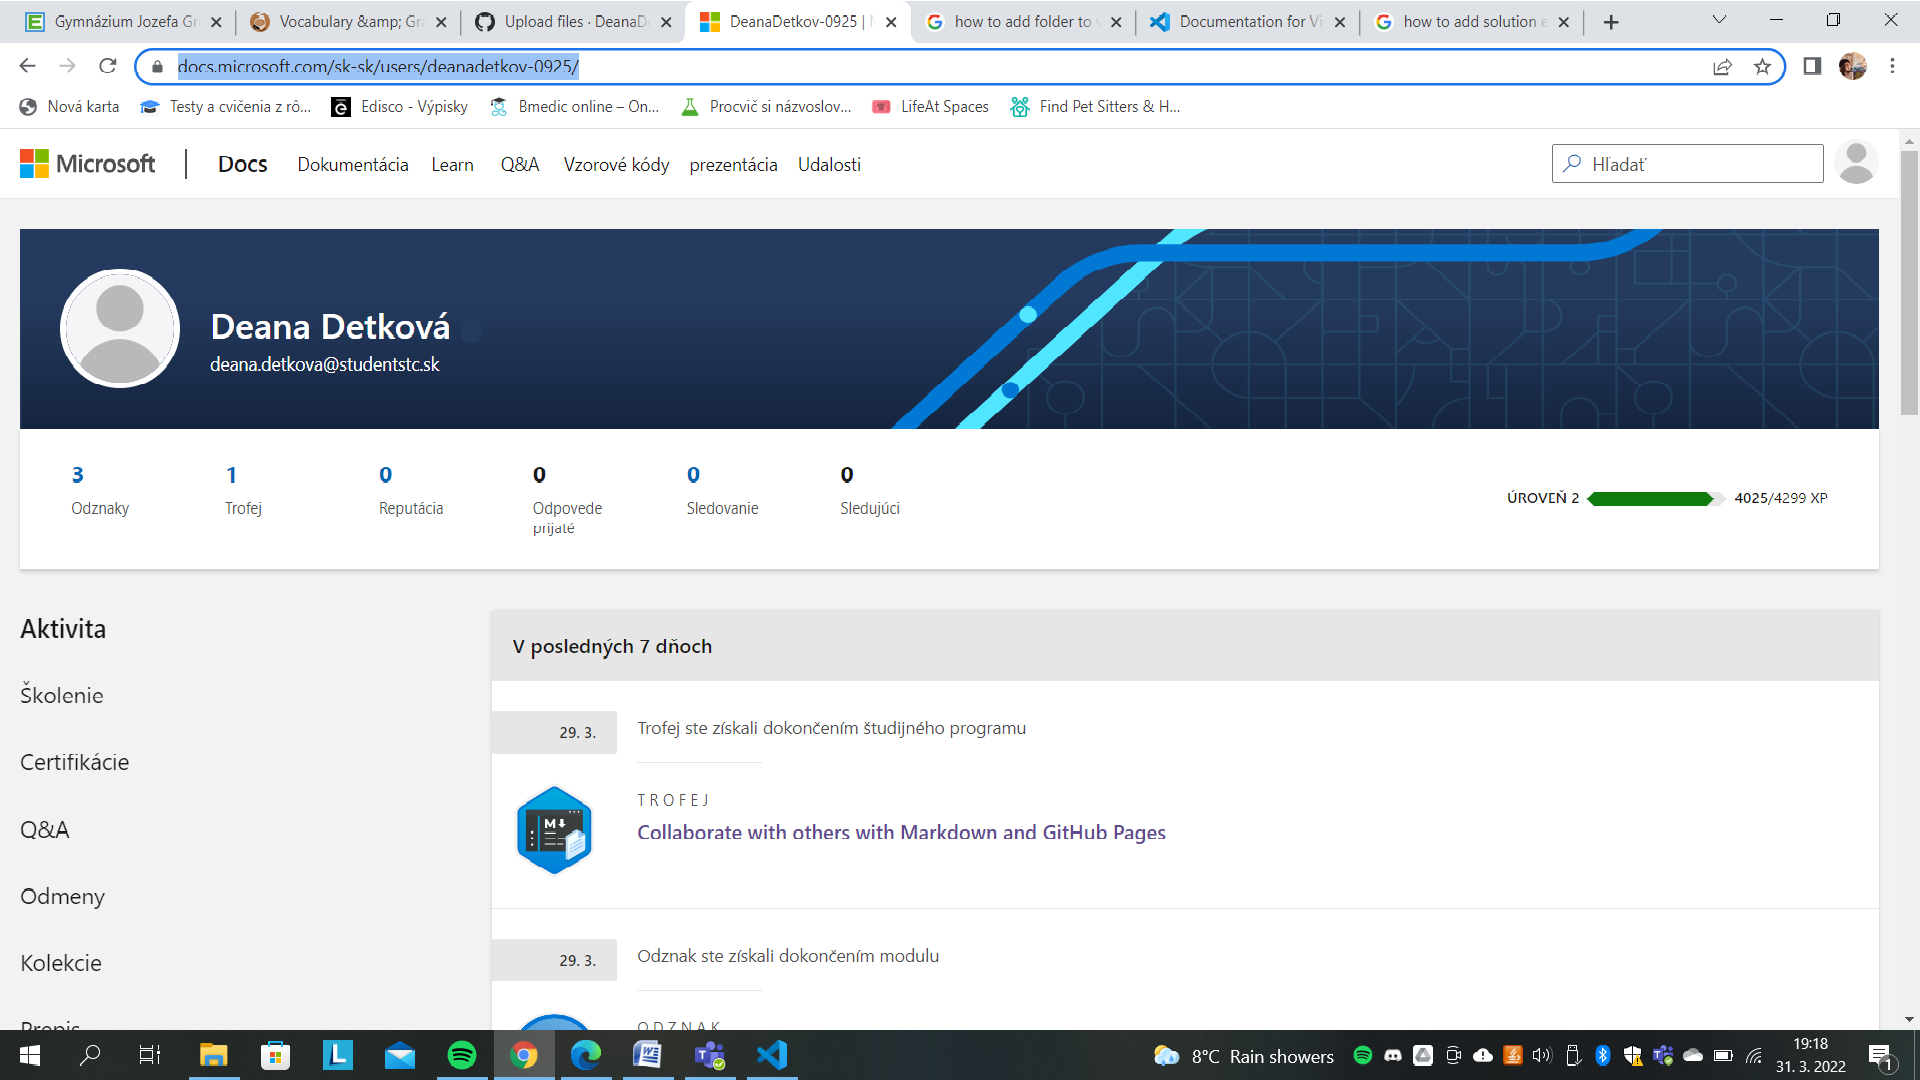 Gymnázium Jozefa Gr
Vocabulary &amp; Gra
Upload files · DeanaD
DeanaDetkov-0925 | M
how to add folder to v
Documentation for Vi
how to add solution e
docs.microsoft.com/sk-sk/users/deanadetkov-0925/
Nová karta
Testy a cvičenia z rô...
Edisco - Výpisky
Bmedic online – On...
Procvič si názvoslov...
LifeAt Spaces
Find Pet Sitters & H...
Microsoft
Docs
Dokumentácia
Learn
Q&A
Vzorové kódy
prezentácia
Udalosti
Hľadať
Deana Detková
deana.detkova@studentstc.sk
3
Odznaky
1
Trofej
0
Reputácia
0
Odpovede
prijaté
0
Sledovanie
0
Sledujúci
ÚROVEŇ 2
4025/4299 XP
Aktivita
Školenie
Certifikácie
Q&A
Odmeny
Kolekcie
Prepis
V posledných 7 dňoch
29. 3.
Trofej ste získali dokončením študijného programu
TROFEJ
Collaborate with others with Markdown and GitHub Pages
29. 3.
Odznak ste získali dokončením modulu
ODZNAK
8°C Rain showers
19:18
31. 3. 2022
1